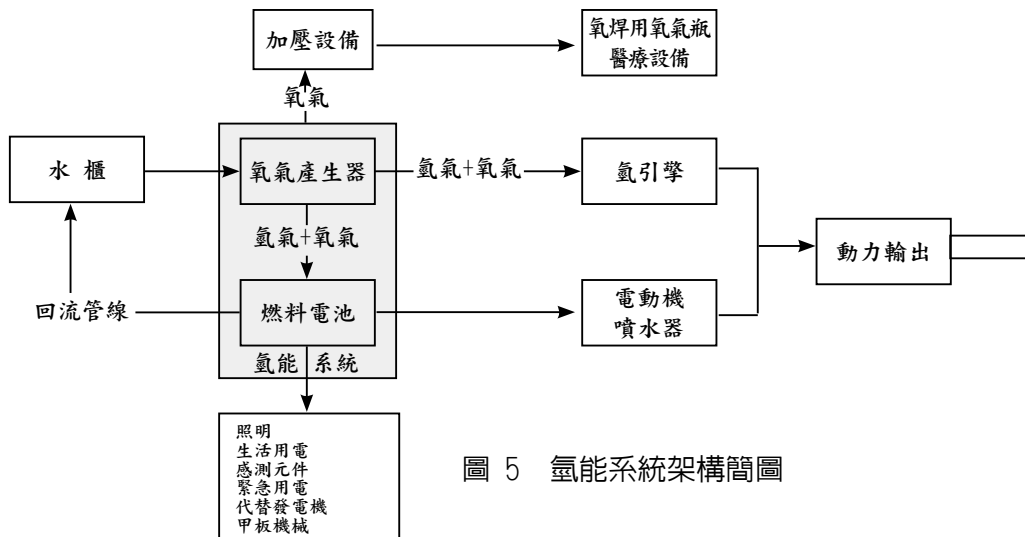 加壓設備
氧焊用氧氣瓶
醫療設備
氧氣
水櫃
氧氣產生器
氫氣+氧氣
氫引擎
氫氣+氧氣
動力輸出
回流管線
燃料電池
電動機
噴水器
氫能系統
照明
生活用電
感測元件
緊急用電
代替發電機
甲板機械
圖 5 氫能系統架構簡圖